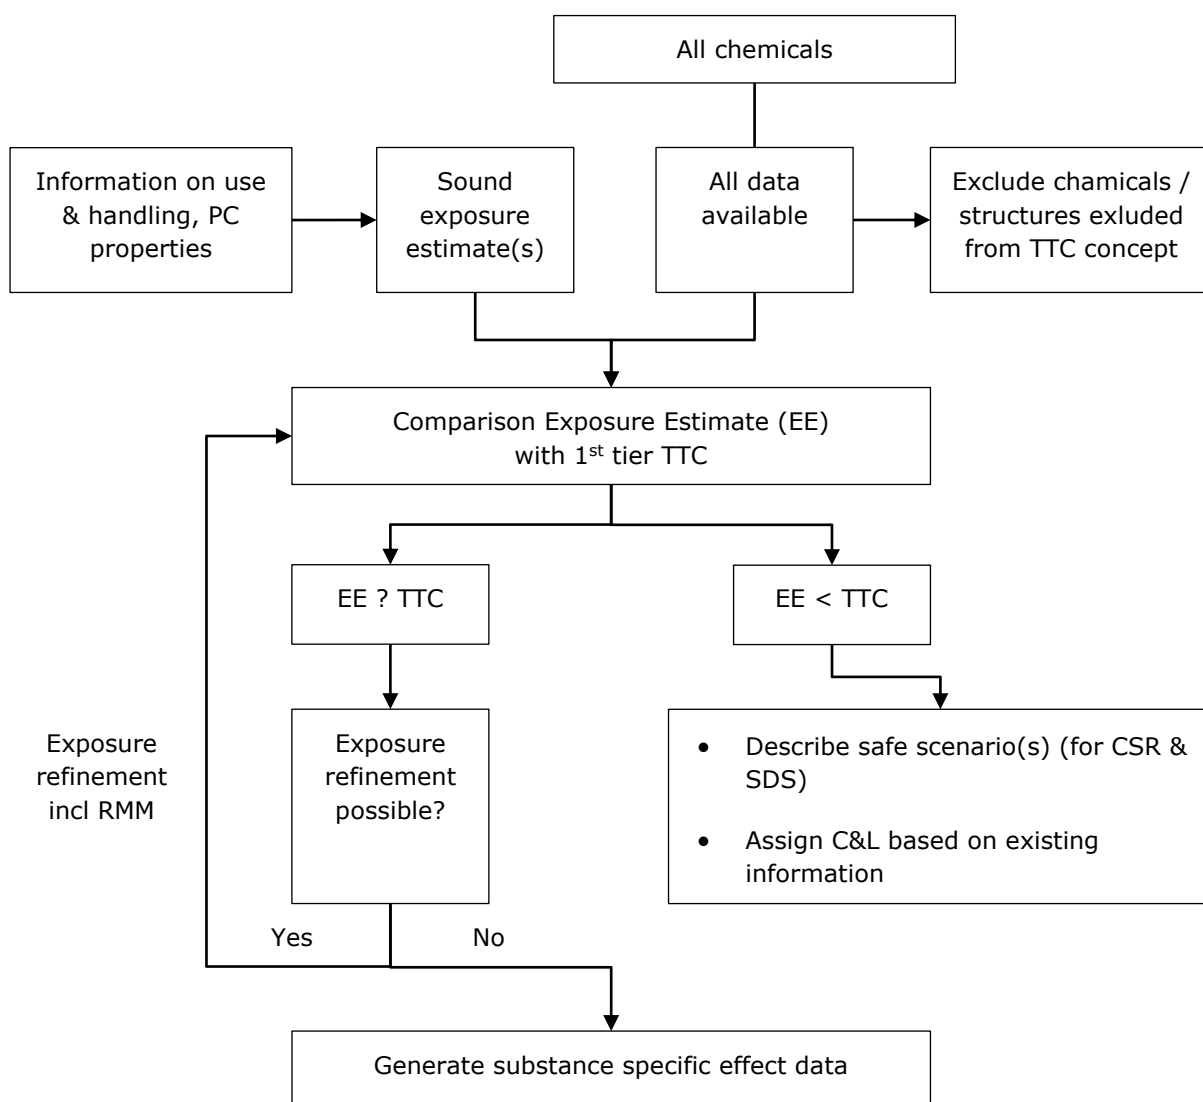 All chemicals
Information on use
& handling, PC
properties
Sound
exposure
estimate(s)
All data
available
Exclude chamicals /
structures exluded
from TTC concept
Comparison Exposure Estimate (EE)
with 1st tier TTC
EE ? TTC
EE < TTC
Exposure
refinement
incl RMM
Exposure
refinement
possible?
• Describe safe scenario(s) (for CSR &
SDS)
• Assign C&L based on existing
information
Yes
No
Generate substance specific effect data